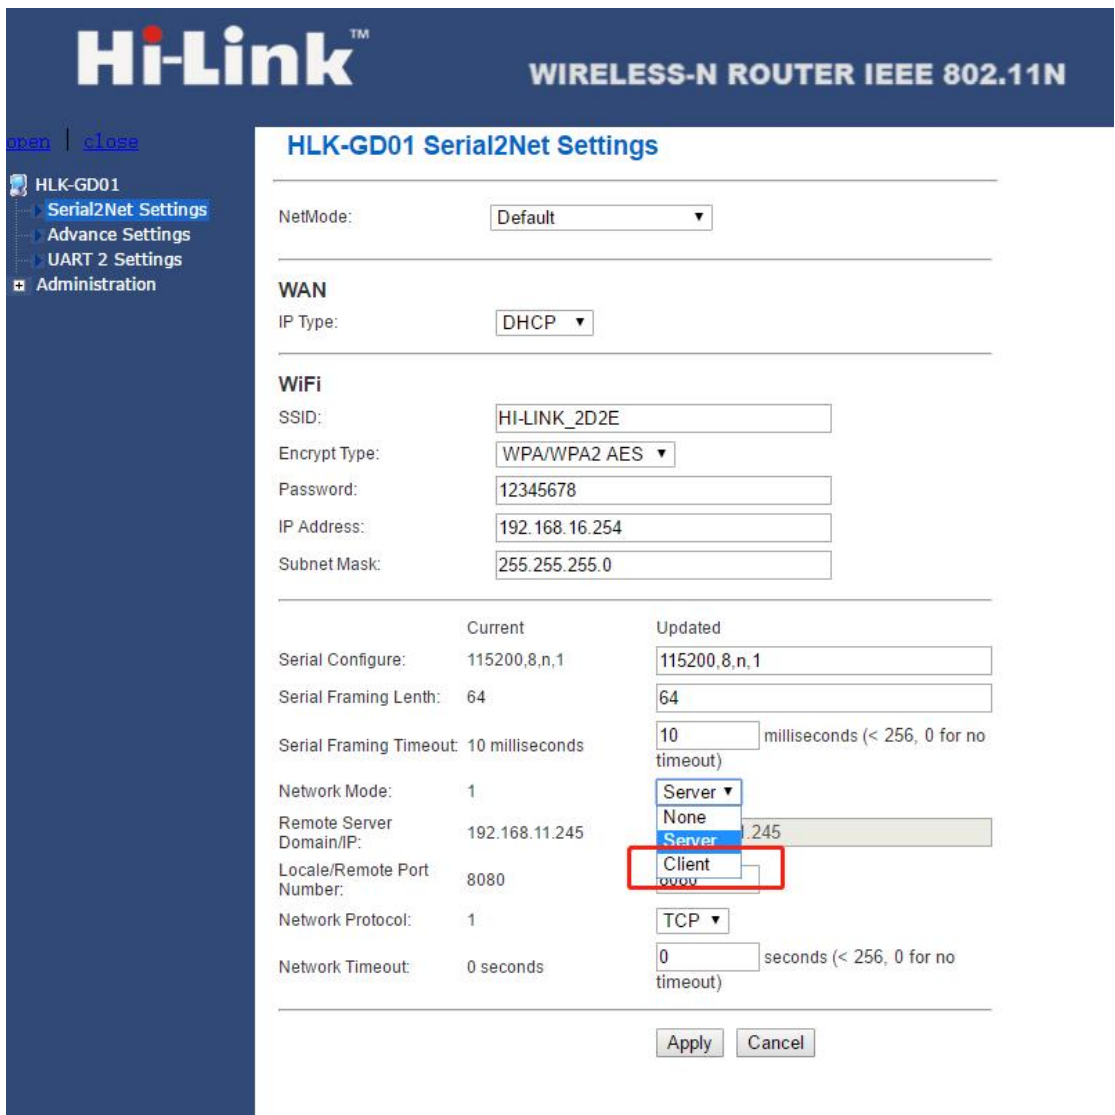 Hi-Link™
WIRELESS-N ROUTER IEEE 802.11N
open | close
HLK-GD01
Serial2Net Settings
Advance Settings
UART 2 Settings
Administration
HLK-GD01 Serial2Net Settings
NetMode: Default
WAN
IP Type: DHCP
WiFi
SSID: HI-LINK_2D2E
Encrypt Type: WPA/WPA2 AES
Password: 12345678
IP Address: 192.168.16.254
Subnet Mask: 255.255.255.0
Current Updated
Serial Configure: 115200,8,n,1 115200,8,n,1
Serial Framing Lenth: 64 64
Serial Framing Timeout: 10 milliseconds 10 milliseconds (< 256, 0 for no
timeout)
Network Mode: 1 Server
None
Server
Client
Remote Server
Domain/IP: 192.168.11.245 .245
Locale/Remote Port
Number: 8080 8080
Network Protocol: 1 TCP
Network Timeout: 0 seconds 0 seconds (< 256, 0 for no
timeout)
Apply Cancel